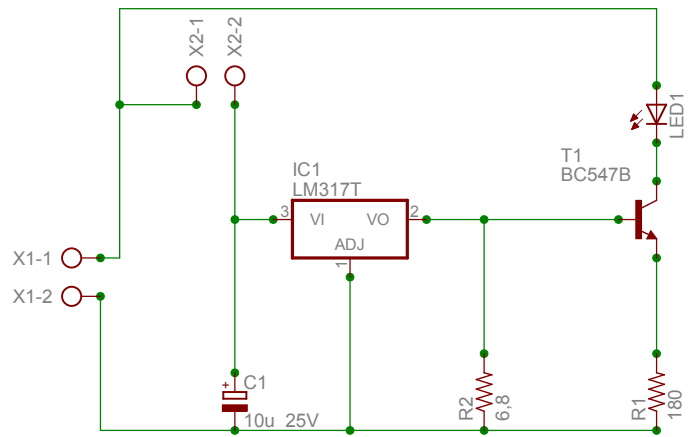 X2-1
X2-2
LED1
T1
BC547B
IC1
LM317T
3
VI
VO
2
ADJ
1
X1-1
X1-2
C1
+
10u 25V
R2
6,8
R1
180